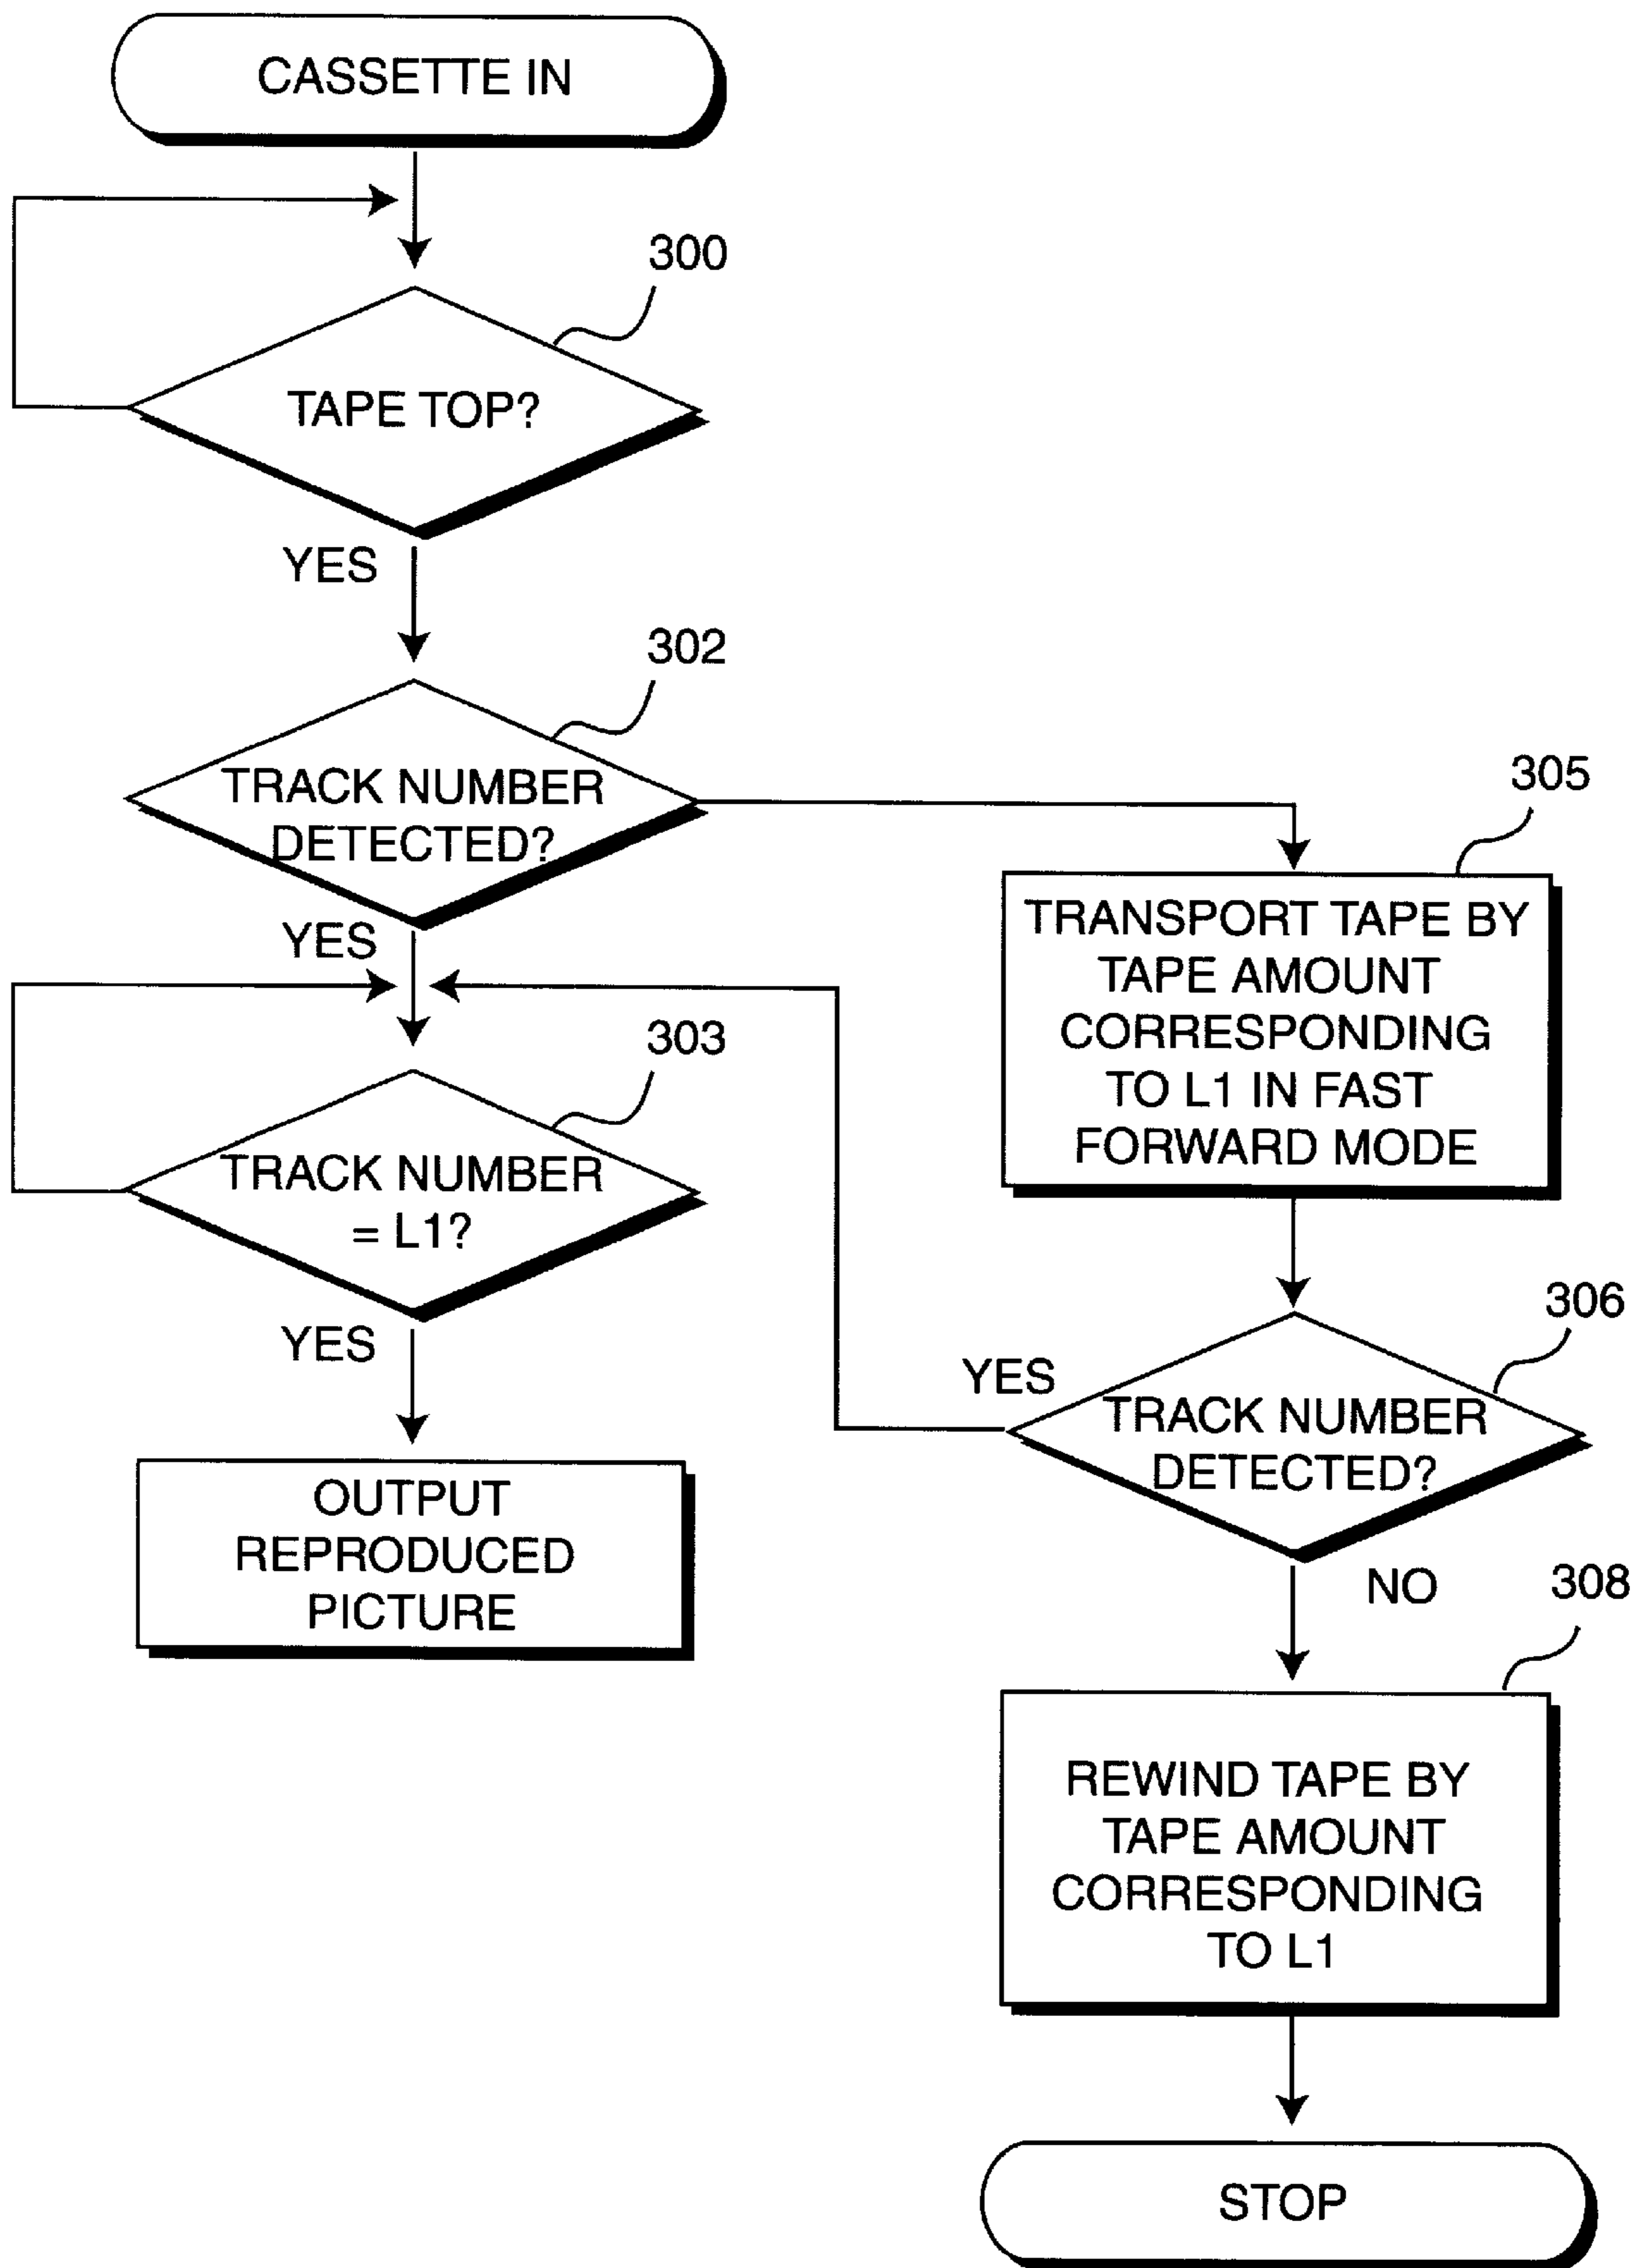 CASSETTE IN
300
TAPE TOP?
YES
302
TRACK NUMBER
DETECTED?
YES
303
TRACK NUMBER
= L1?
YES
OUTPUT
REPRODUCED
PICTURE
305
TRANSPORT TAPE BY
TAPE AMOUNT
CORRESPONDING
TO L1 IN FAST
FORWARD MODE
306
YES
TRACK NUMBER
DETECTED?
NO
308
REWIND TAPE BY
TAPE AMOUNT
CORRESPONDING
TO L1
STOP